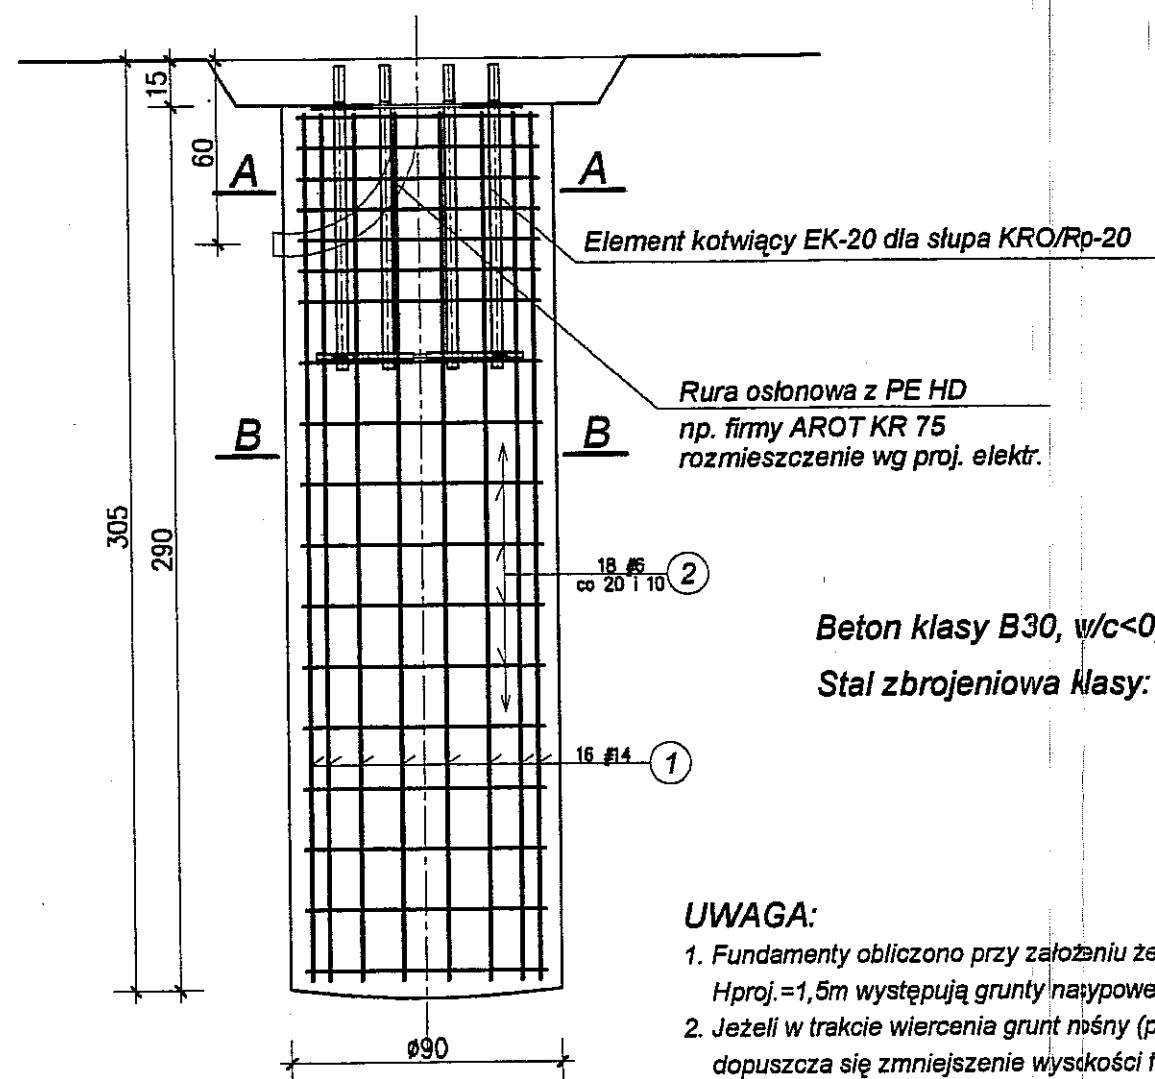 15
60
A A
Element kotwiący EK-20 dla słupa KRO/Rp-20
Rura osłonowa z PE HD
np. firmy AROT KR 75
rozmieszczenie wg proj. elektr.
B B
305
290
18 #6
co 20 i 10
2
Beton klasy B30, w/c<0
Stal zbrojeniowa klasy:
16 #14
1
UWAGA:
1. Fundamenty obliczono przy założeniu że
Hproj.=1,5m występują grunty nasypowe
2. Jeżeli w trakcie wiercenia grunt nośny (p
dopuszcza się zmniejszenie wysokości f
ø90